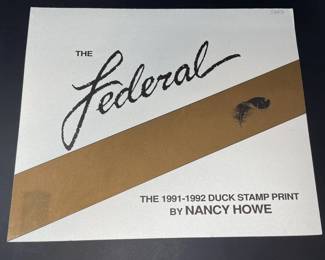 THE
Federal
THE 1991-1992 DUCK STAMP PRINT
BY NANCY HOWE